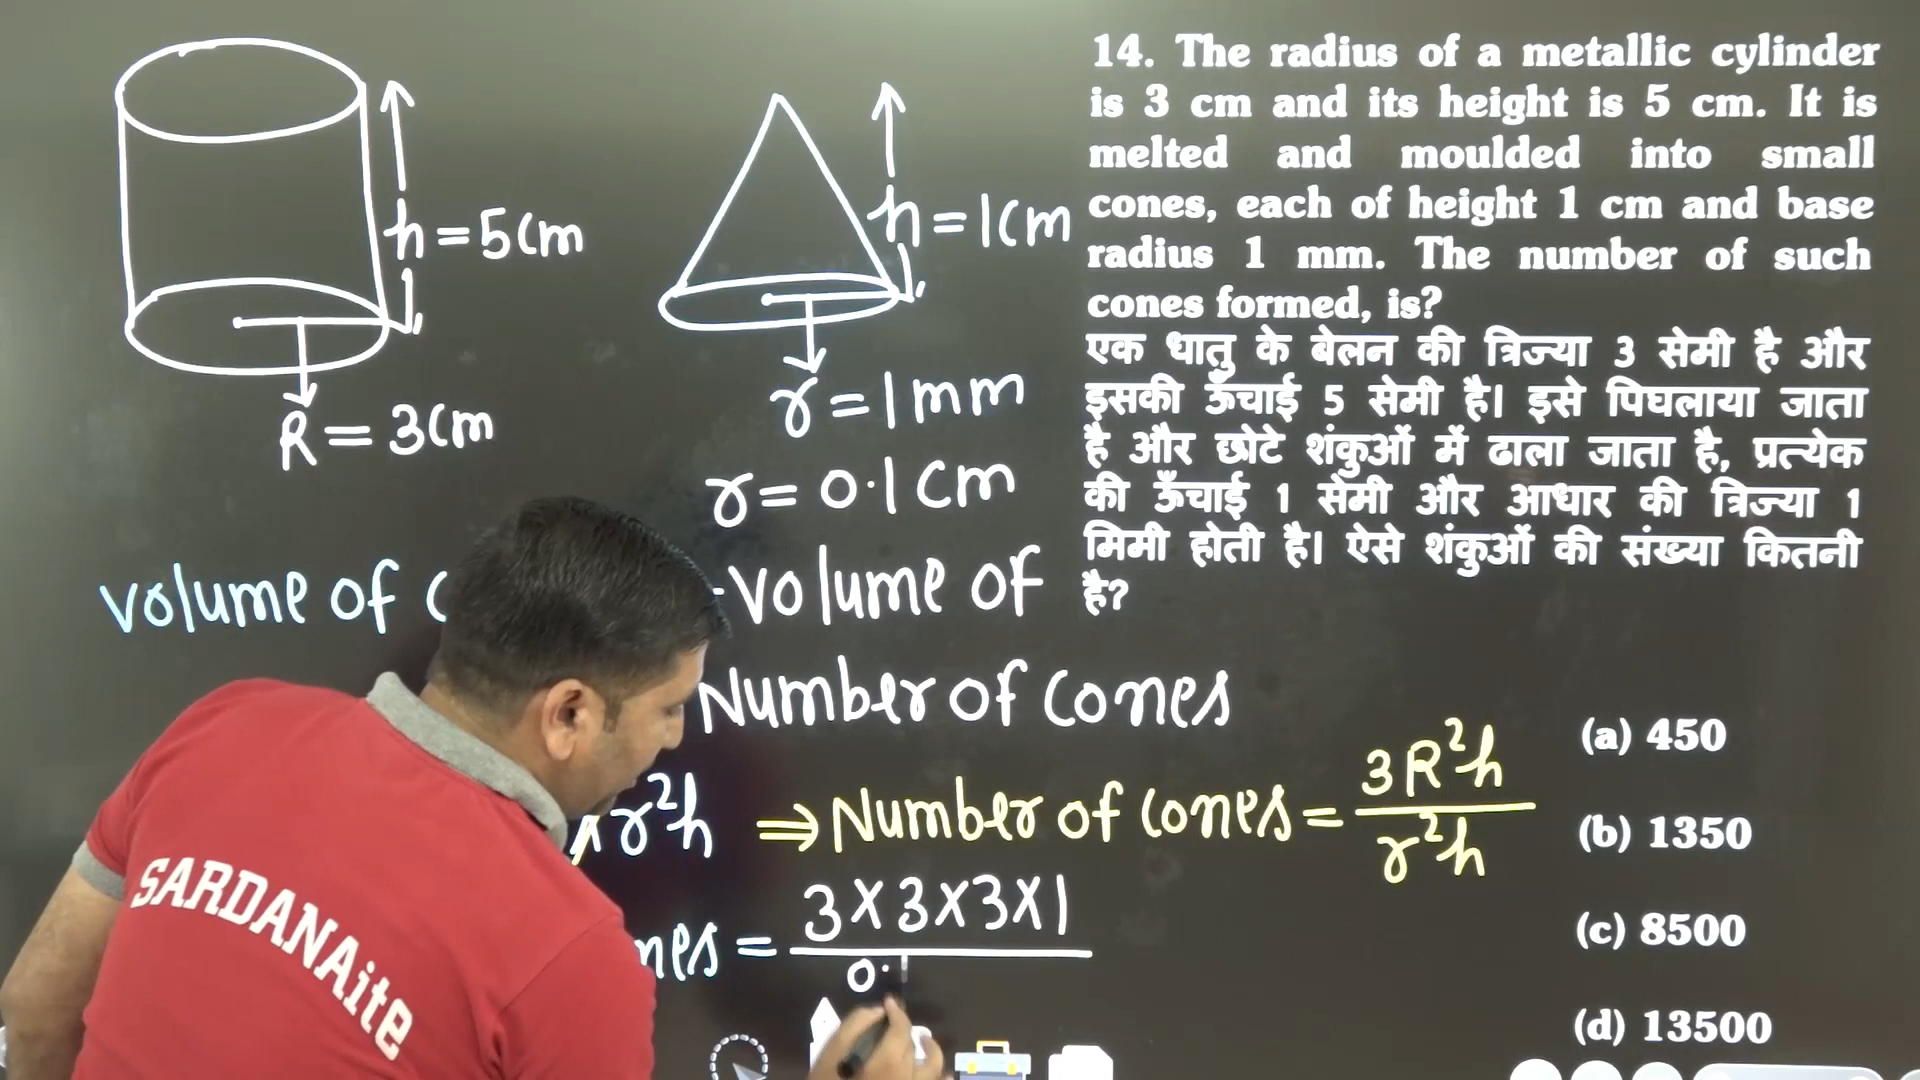 14. The radius of a metallic cylinder
is 3 cm and its height is 5 cm. It is
melted and moulded into small
cones, each of height 1 cm and base
radius 1 mm. The number of such
cones formed, is?
एक धातु के बेलन की त्रिज्या 3 सेमी है और
इसकी ऊँचाई 5 सेमी है। इसे पिघलाया जाता
है और छोटे शंकुओं में ढाला जाता है, प्रत्येक
की ऊँचाई 1 सेमी और आधार की त्रिज्या 1
मिमी होती है। ऐसे शंकुओं की संख्या कितनी
है?
(a) 450
(b) 1350
(c) 8500
(d) 13500
h=5cm
R=3cm
h=1cm
r=1mm
r=0.1cm
volume of
volume of
Number of cones
r²h ⇒ Number of cones = 3R²h / r²h
= 3×3×3×1
0.1
SARDANAite